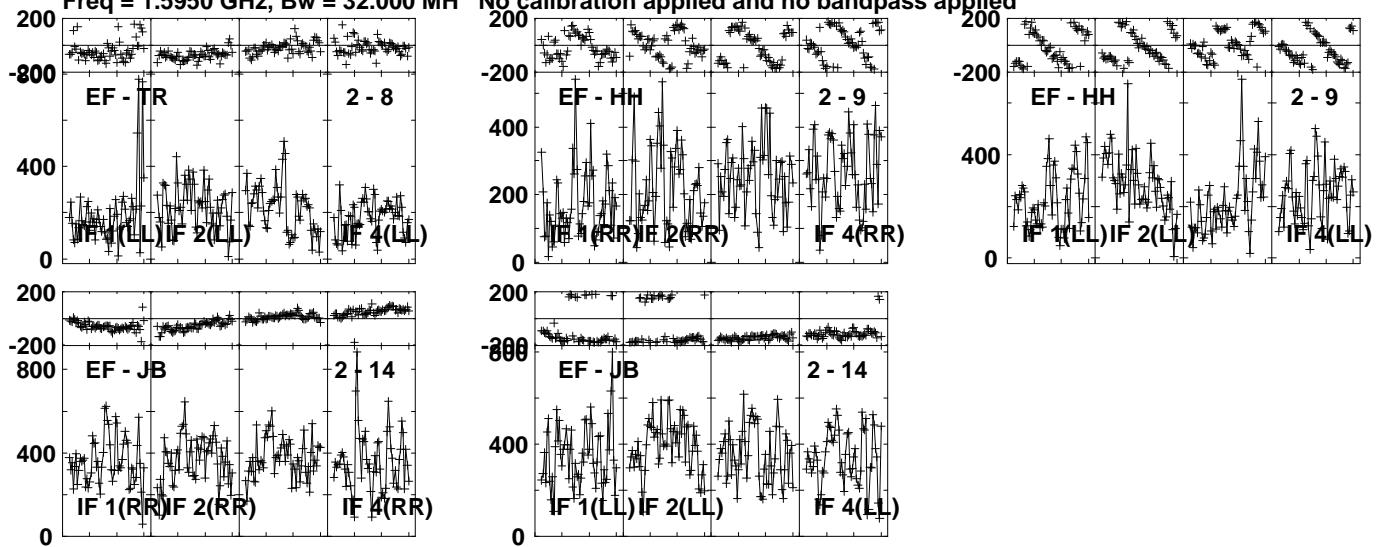 Freq = 1.5950 GHz, Bw = 32.000 MH No calibration applied and no bandpass applied
200
-200
800
400
0
EF - TR
2 - 8
IF 1(LL)
IF 2(LL)
IF 4(LL)
200
-200
400
200
0
EF - HH
2 - 9
IF 1(RR)
IF 2(RR)
IF 4(RR)
200
-200
400
0
EF - HH
2 - 9
IF 1(LL)
IF 2(LL)
IF 4(LL)
200
-200
800
400
0
EF - JB
2 - 14
IF 1(RR)
IF 2(RR)
IF 4(RR)
200
-200
800
400
0
EF - JB
2 - 14
IF 1(LL)
IF 2(LL)
IF 4(LL)